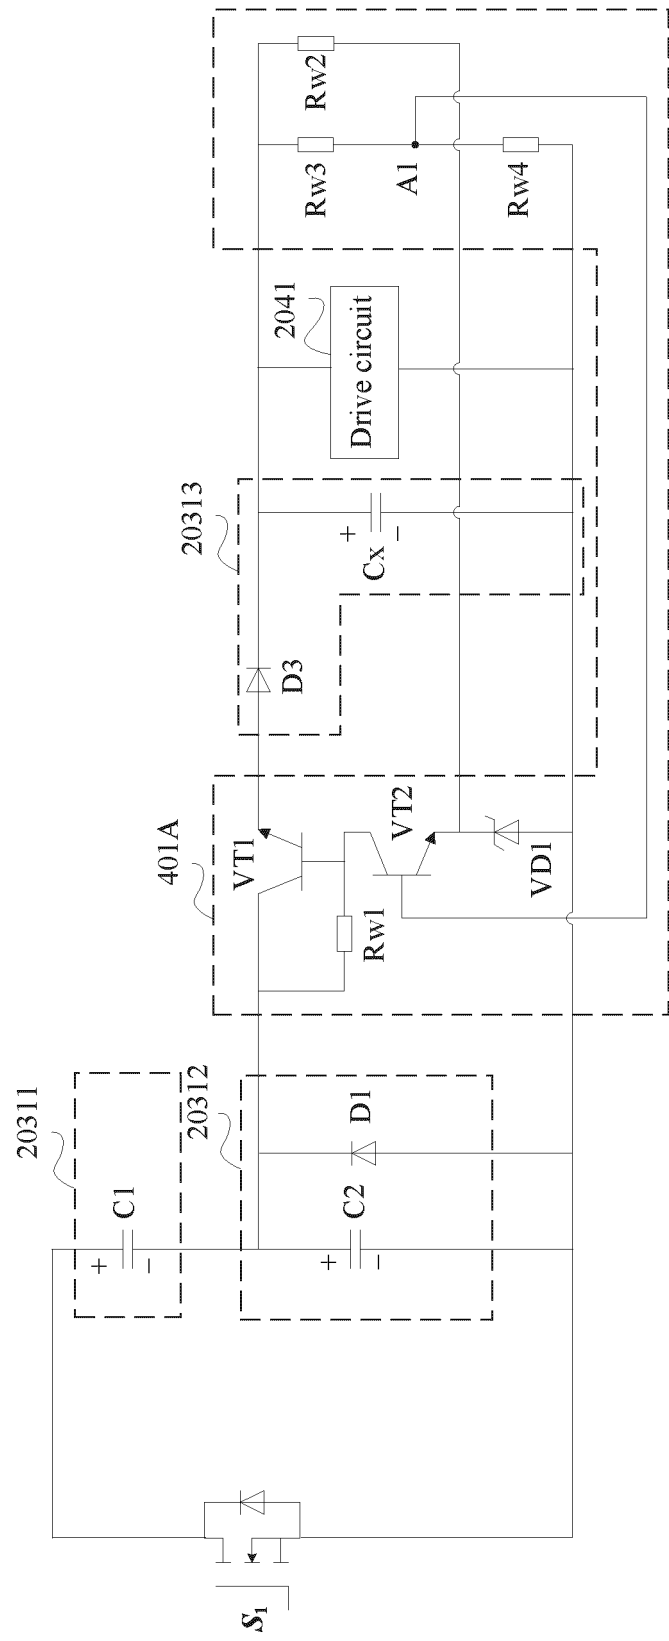 S1
20311
C1
+
−
20312
C2
+
−
D1
401A
VT1
Rw1
VT2
VD1
20313
D3
+
Cx
−
2041
Drive circuit
Rw3
Rw2
A1
Rw4